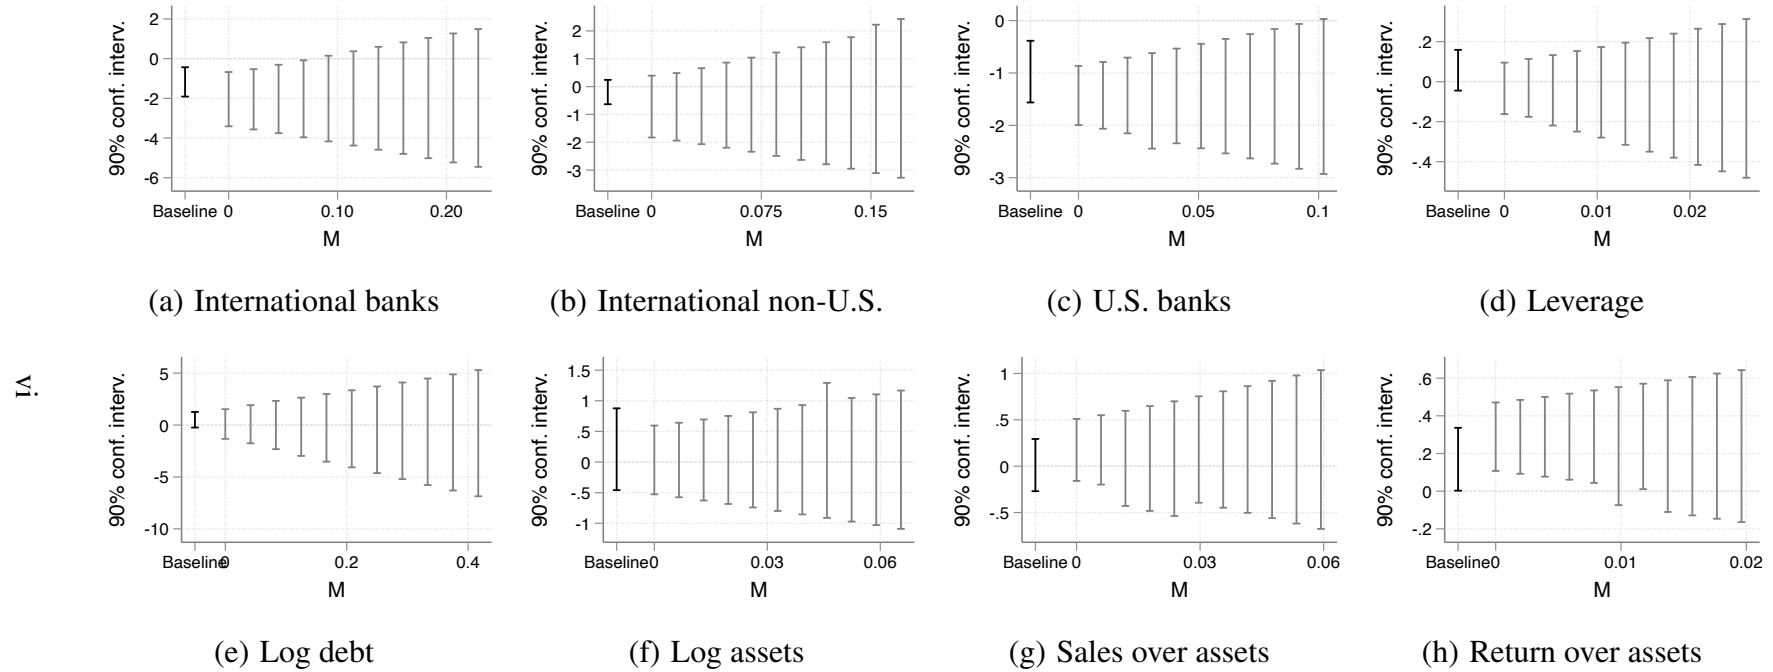 90% conf. interv.
2
0
-2
-4
-6
Baseline 0 0.10 0.20
M
(a) International banks
90% conf. interv.
2
1
0
-1
-2
-3
Baseline 0 0.075 0.15
M
(b) International non-U.S.
90% conf. interv.
0
-1
-2
-3
Baseline 0 0.05 0.1
M
(c) U.S. banks
90% conf. interv.
.2
0
-.2
-.4
Baseline 0 0.01 0.02
M
(d) Leverage
vi
90% conf. interv.
5
0
-5
-10
Baseline 0 0.2 0.4
M
(e) Log debt
90% conf. interv.
1.5
1
.5
0
-.5
-1
Baseline 0 0.03 0.06
M
(f) Log assets
90% conf. interv.
1
.5
0
-.5
Baseline 0 0.03 0.06
M
(g) Sales over assets
90% conf. interv.
.6
.4
.2
0
-.2
Baseline 0 0.01 0.02
M
(h) Return over assets